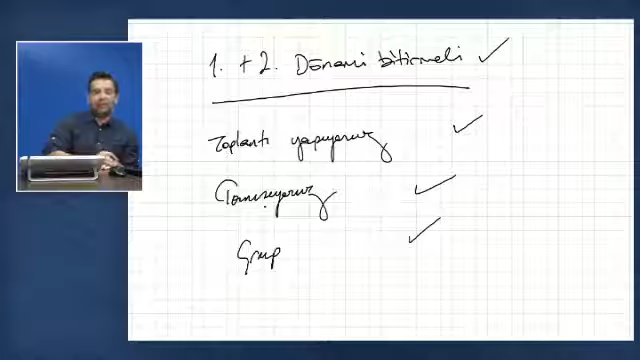 1. + 2. Dönemi bitirmeli ✓
Toplantı yapıyoruz ✓
Tanışıyoruz ✓
Grup ✓